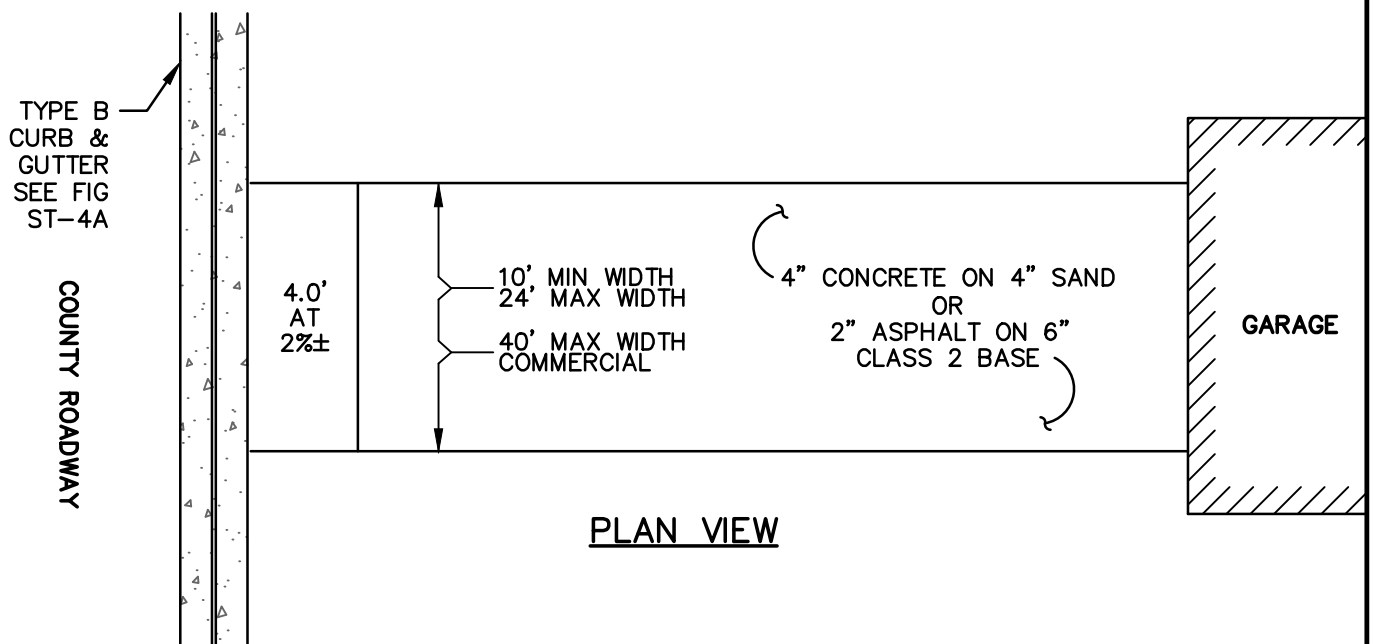 TYPE B
CURB &
GUTTER
SEE FIG
ST-4A
COUNTY ROADWAY
4.0'
AT
2%±
10' MIN WIDTH
24' MAX WIDTH
40' MAX WIDTH
COMMERCIAL
4" CONCRETE ON 4" SAND
OR
2" ASPHALT ON 6"
CLASS 2 BASE
GARAGE
PLAN VIEW